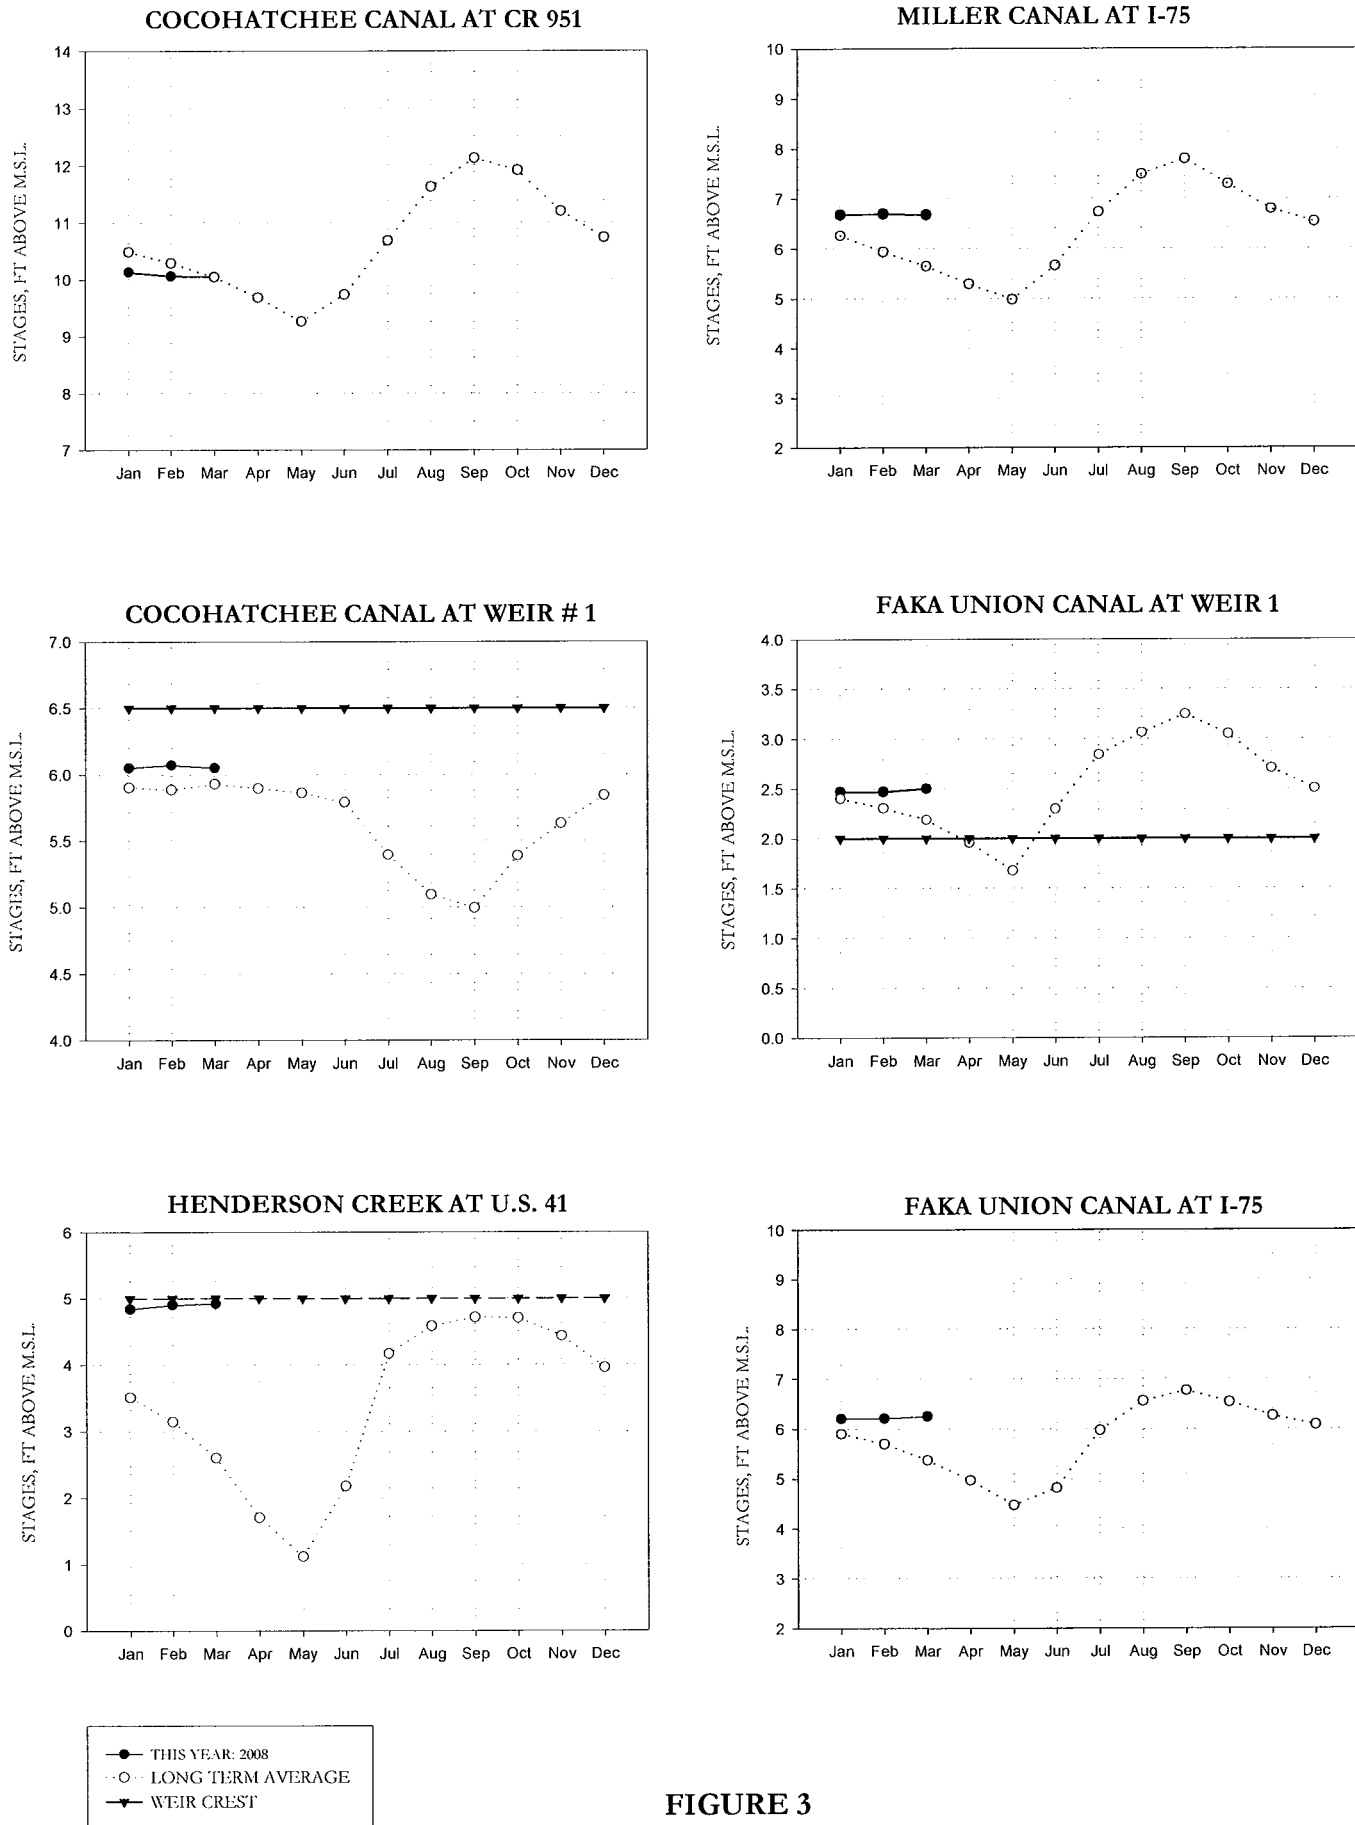 COCOHATCHEE CANAL AT CR 951
STAGES, FT ABOVE M.S.L.
14
13
12
11
10
9
8
7
Jan Feb Mar Apr May Jun Jul Aug Sep Oct Nov Dec
MILLER CANAL AT I-75
STAGES, FT ABOVE M.S.L.
10
9
8
7
6
5
4
3
2
Jan Feb Mar Apr May Jun Jul Aug Sep Oct Nov Dec
COCOHATCHEE CANAL AT WEIR # 1
STAGES, FT ABOVE M.S.L.
7.0
6.5
6.0
5.5
5.0
4.5
4.0
Jan Feb Mar Apr May Jun Jul Aug Sep Oct Nov Dec
FAKA UNION CANAL AT WEIR 1
STAGES, FT ABOVE M.S.L.
4.0
3.5
3.0
2.5
2.0
1.5
1.0
0.5
0.0
Jan Feb Mar Apr May Jun Jul Aug Sep Oct Nov Dec
HENDERSON CREEK AT U.S. 41
STAGES, FT ABOVE M.S.L.
6
5
4
3
2
1
0
Jan Feb Mar Apr May Jun Jul Aug Sep Oct Nov Dec
FAKA UNION CANAL AT I-75
STAGES, FT ABOVE M.S.L.
10
9
8
7
6
5
4
3
2
Jan Feb Mar Apr May Jun Jul Aug Sep Oct Nov Dec
THIS YEAR: 2008
LONG TERM AVERAGE
WEIR CREST
FIGURE 3